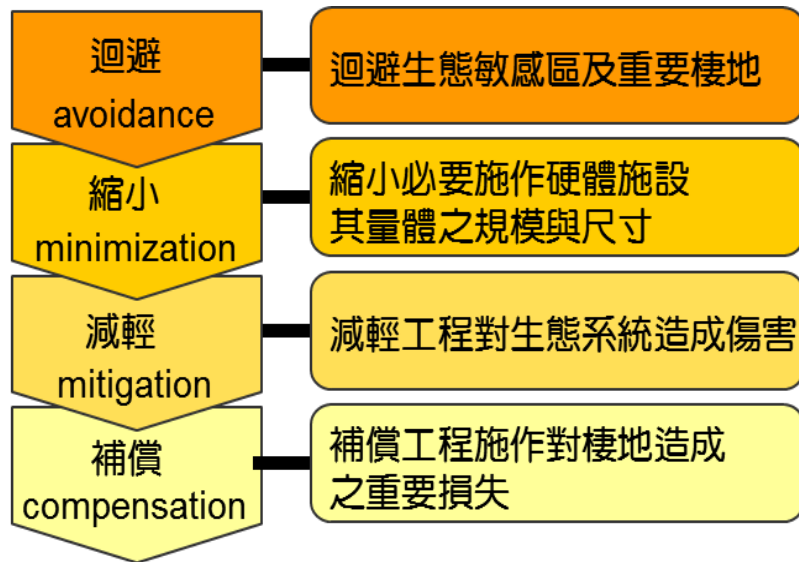 迴避
avoidance
迴避生態敏感區及重要棲地
縮小
minimization
縮小必要施作硬體施設
其量體之規模與尺寸
減輕
mitigation
減輕工程對生態系統造成傷害
補償
compensation
補償工程施作對棲地造成
之重要損失